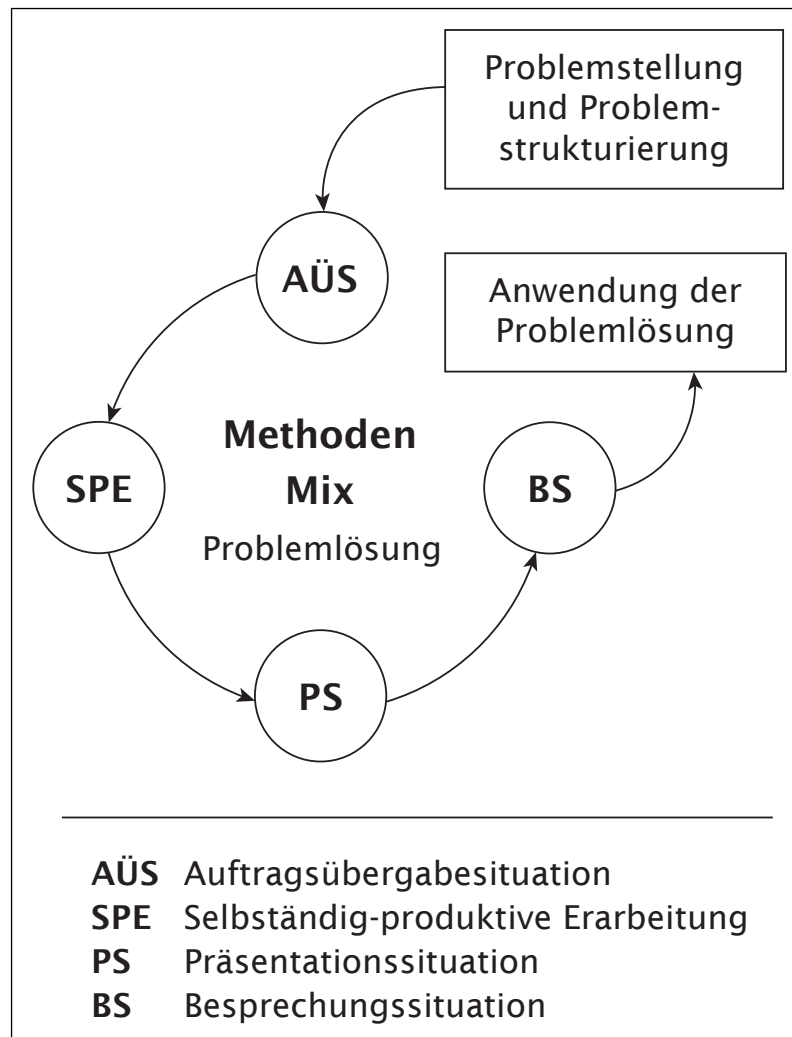 Problemstellung
und Problem-
strukturierung
AÜS
Anwendung der
Problemlösung
Methoden
Mix
Problemlösung
SPE
BS
PS
AÜS Auftragsübergabesituation
SPE Selbständig-produktive Erarbeitung
PS Präsentationssituation
BS Besprechungssituation